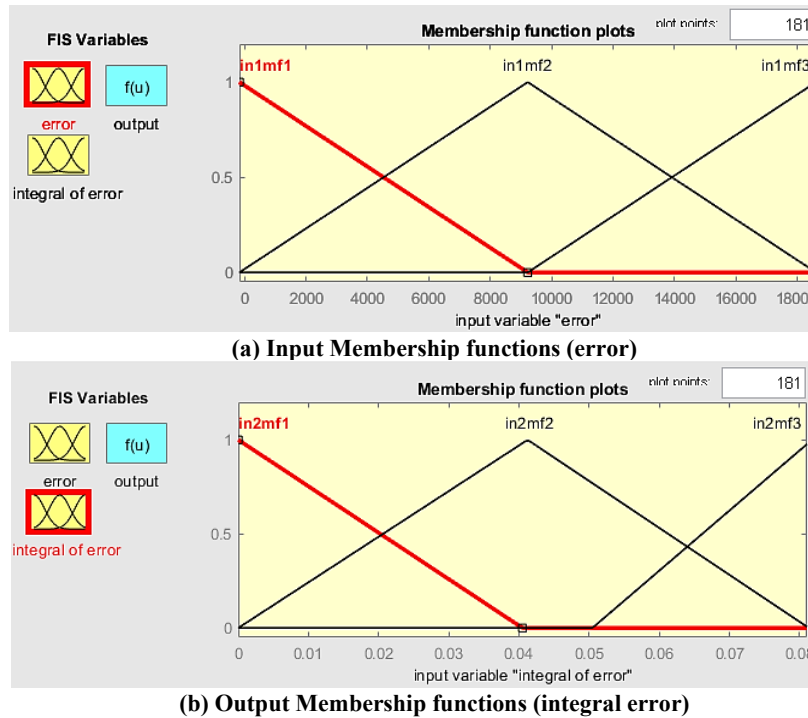 FIS Variables
Membership function plots
plot points:
181
f(u)
error
output
integral of error
in1mf1
in1mf2
in1mf3
1
0.5
0
0
2000
4000
6000
8000
10000
12000
14000
16000
18000
input variable "error"
(a) Input Membership functions (error)
FIS Variables
Membership function plots
plot points:
181
f(u)
error
output
integral of error
in2mf1
in2mf2
in2mf3
1
0.5
0
0
0.01
0.02
0.03
0.04
0.05
0.06
0.07
0.08
input variable "integral of error"
(b) Output Membership functions (integral error)